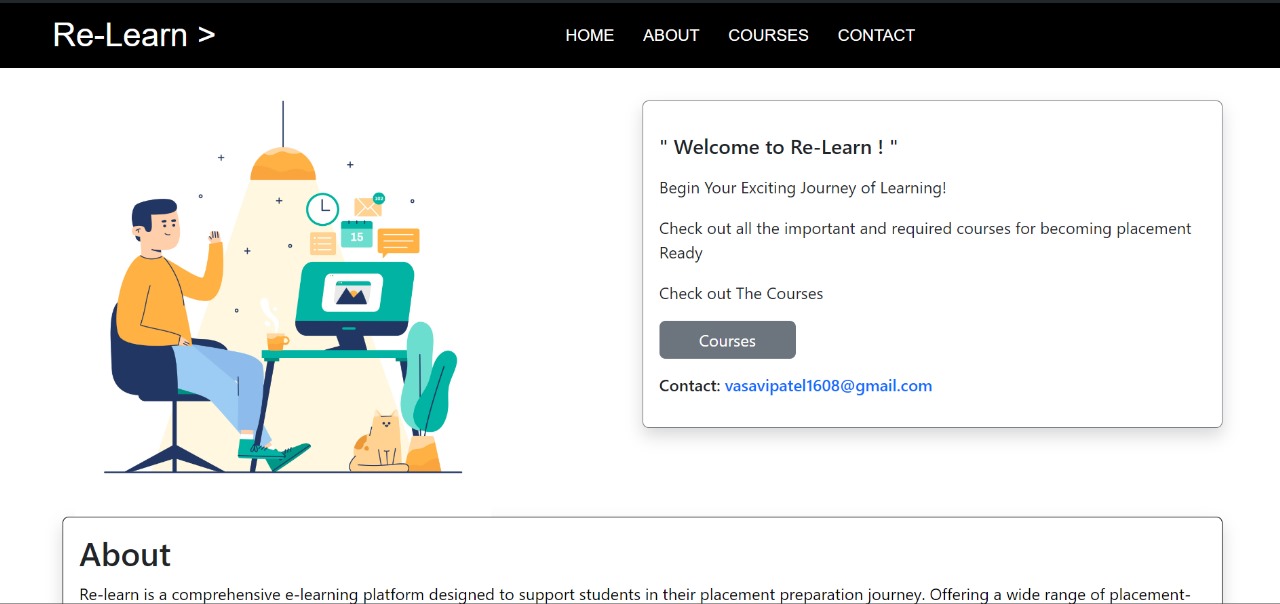 Re-Learn >
HOME ABOUT COURSES CONTACT
" Welcome to Re-Learn ! "
Begin Your Exciting Journey of Learning!
Check out all the important and required courses for becoming placement
Ready
Check out The Courses
Courses
Contact: vasavipatel1608@gmail.com
15
About
Re-learn is a comprehensive e-learning platform designed to support students in their placement preparation journey. Offering a wide range of placement-